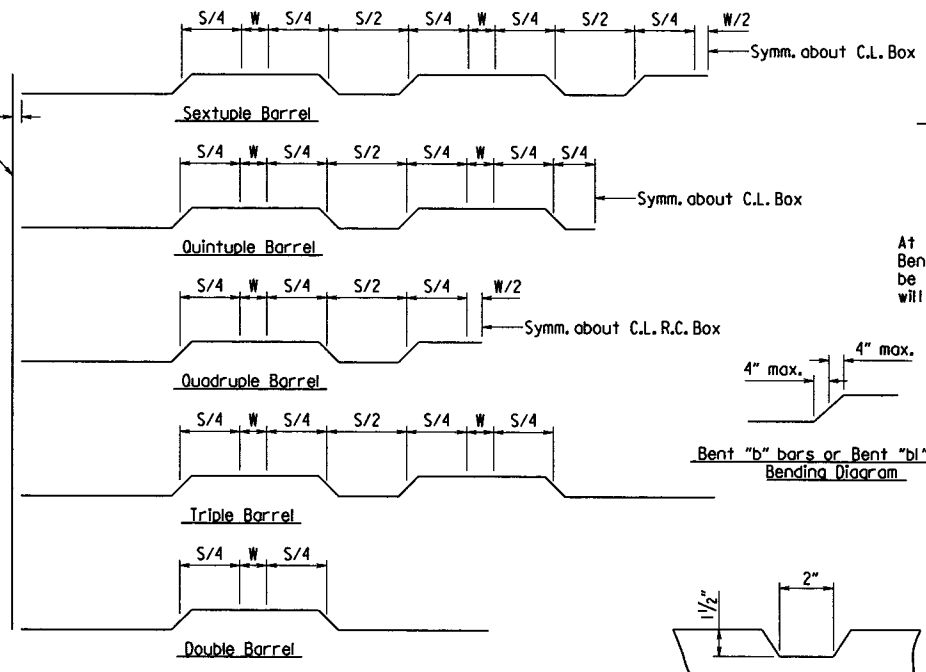 S/4 W S/4 S/2 S/4 W S/4 S/2 S/4 W/2
Symm. about C.L. Box
Sextuple Barrel
S/4 W S/4 S/2 S/4 W S/4 S/4
Symm. about C.L. Box
Quintuple Barrel
At
Ben
be
will
S/4 W S/4 S/2 S/4 W/2
Symm. about C.L. R.C. Box
Quadruple Barrel
4" max.
4" max.
Bent "b" bars or Bent "b1"
Bending Diagram
S/4 W S/4 S/2 S/4 W S/4
Triple Barrel
S/4 W S/4
Double Barrel
2"
1½"